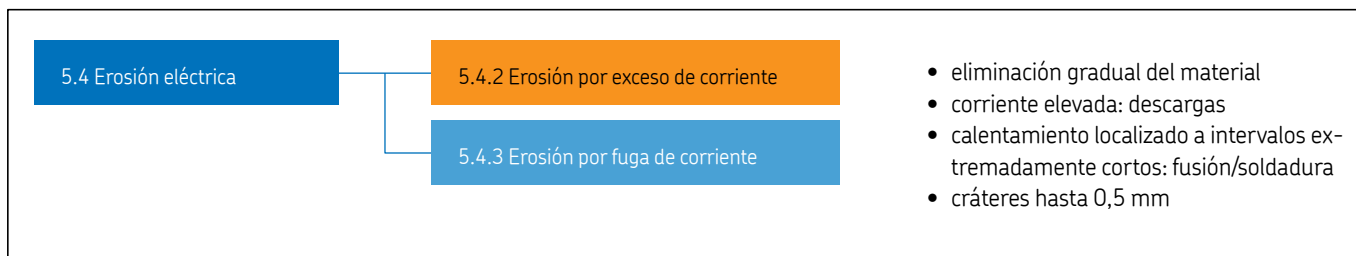 5.4 Erosión eléctrica
5.4.2 Erosión por exceso de corriente
5.4.3 Erosión por fuga de corriente
• eliminación gradual del material
• corriente elevada: descargas
• calentamiento localizado a intervalos ex-
tremadamente cortos: fusión/soldadura
• cráteres hasta 0,5 mm